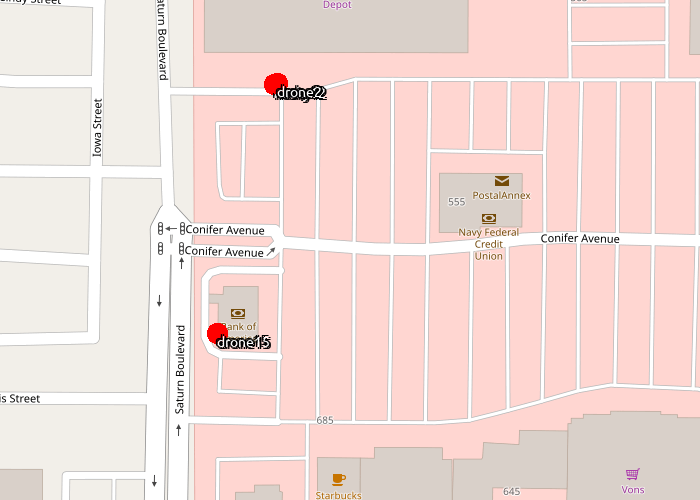 Depot
Saturn Boulevard
Iowa Street
drone2
PostalAnnex
555
Navy Federal
Credit
Union
Conifer Avenue
Conifer Avenue
Conifer Avenue
Bank of
drone15
Saturn Boulevard
is Street
685
Starbucks
645
Vons